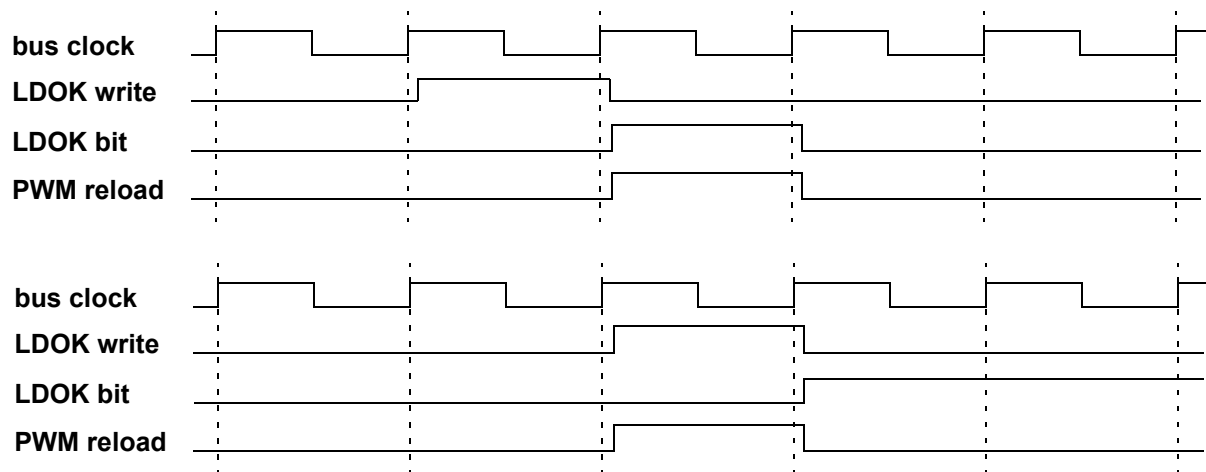 bus clock
LDOK write
LDOK bit
PWM reload
bus clock
LDOK write
LDOK bit
PWM reload